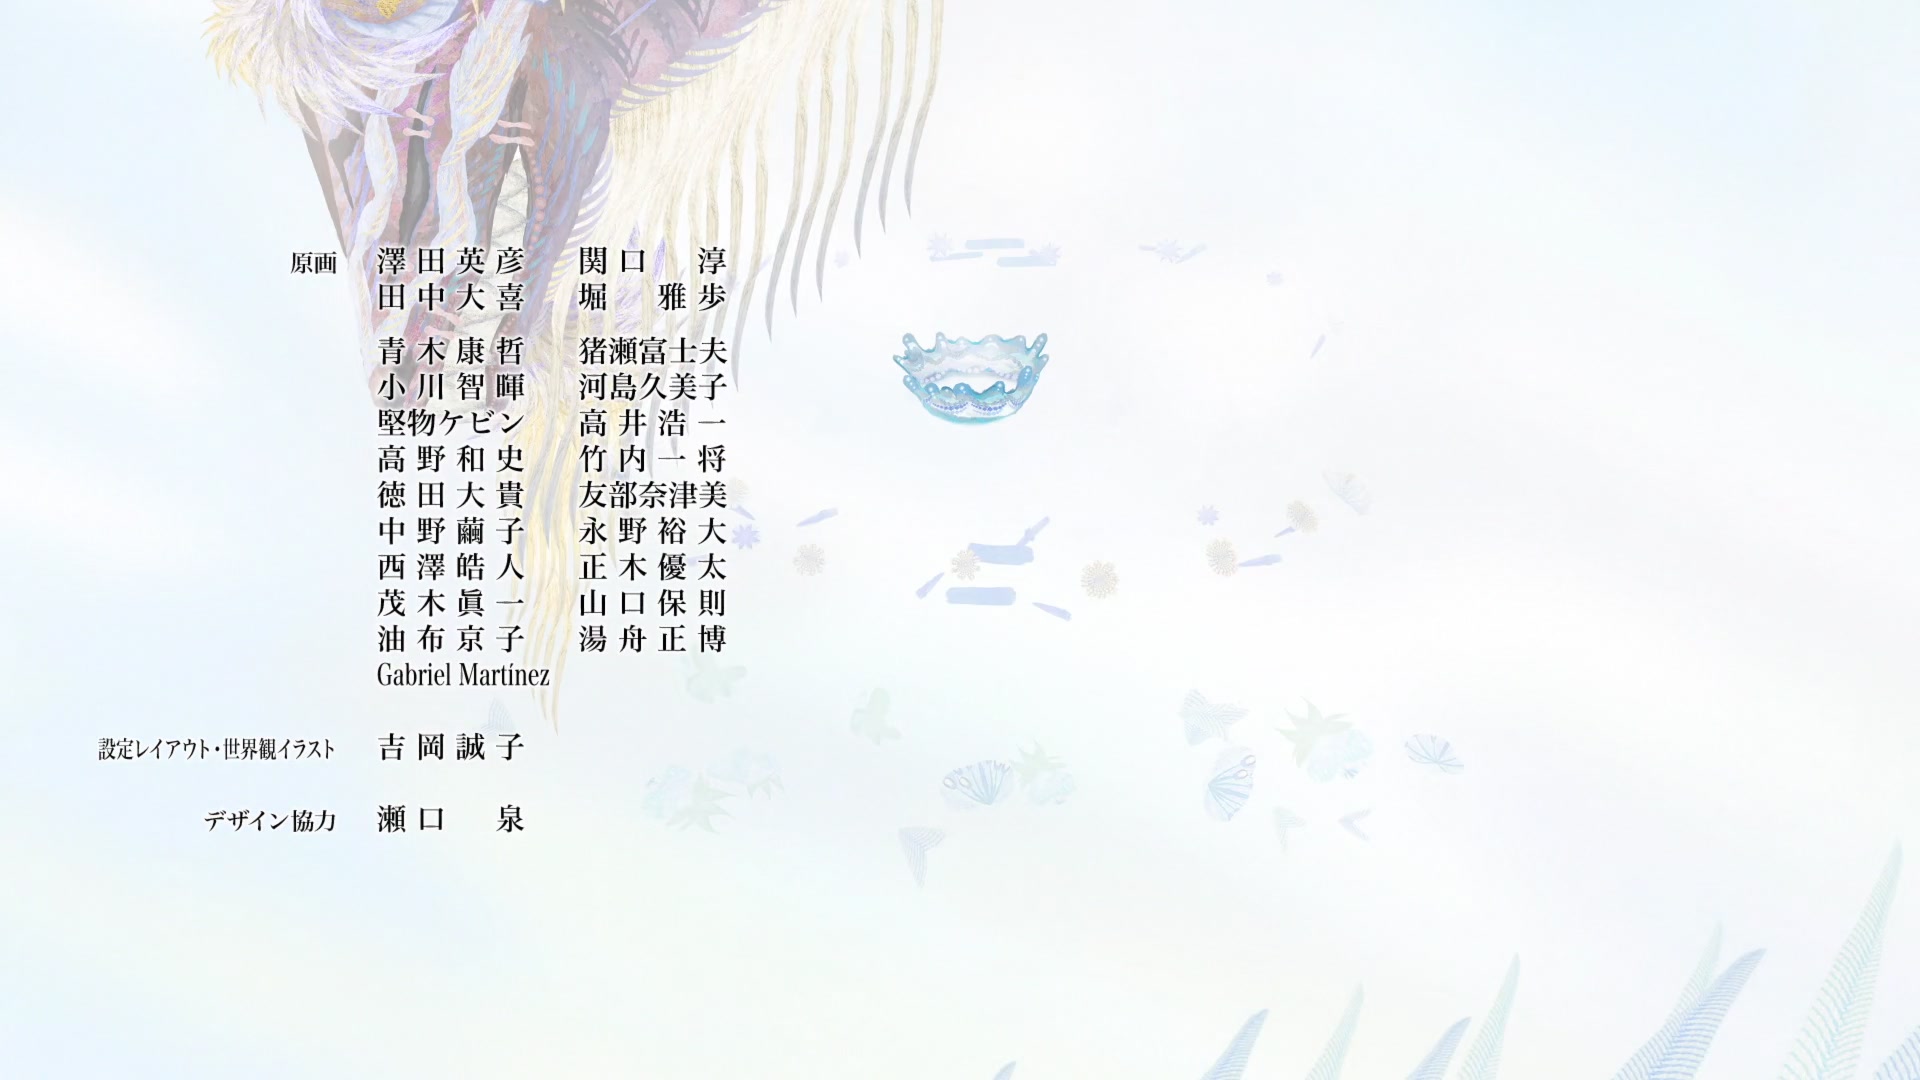 原画 澤田英彦 関口 淳
田中大喜 堀 雅歩
青木康哲 猪瀬富士夫
小川智暉 河島久美子
堅物ケビン 高井浩一
高野和史 竹内一将
徳田大貴 友部奈津美
中野繭子 永野裕大
西澤皓人 正木優太
茂木眞一 山口保則
油布京子 湯舟正博
Gabriel Martínez
設定レイアウト・世界観イラスト 吉岡誠子
デザイン協力 瀬口 泉